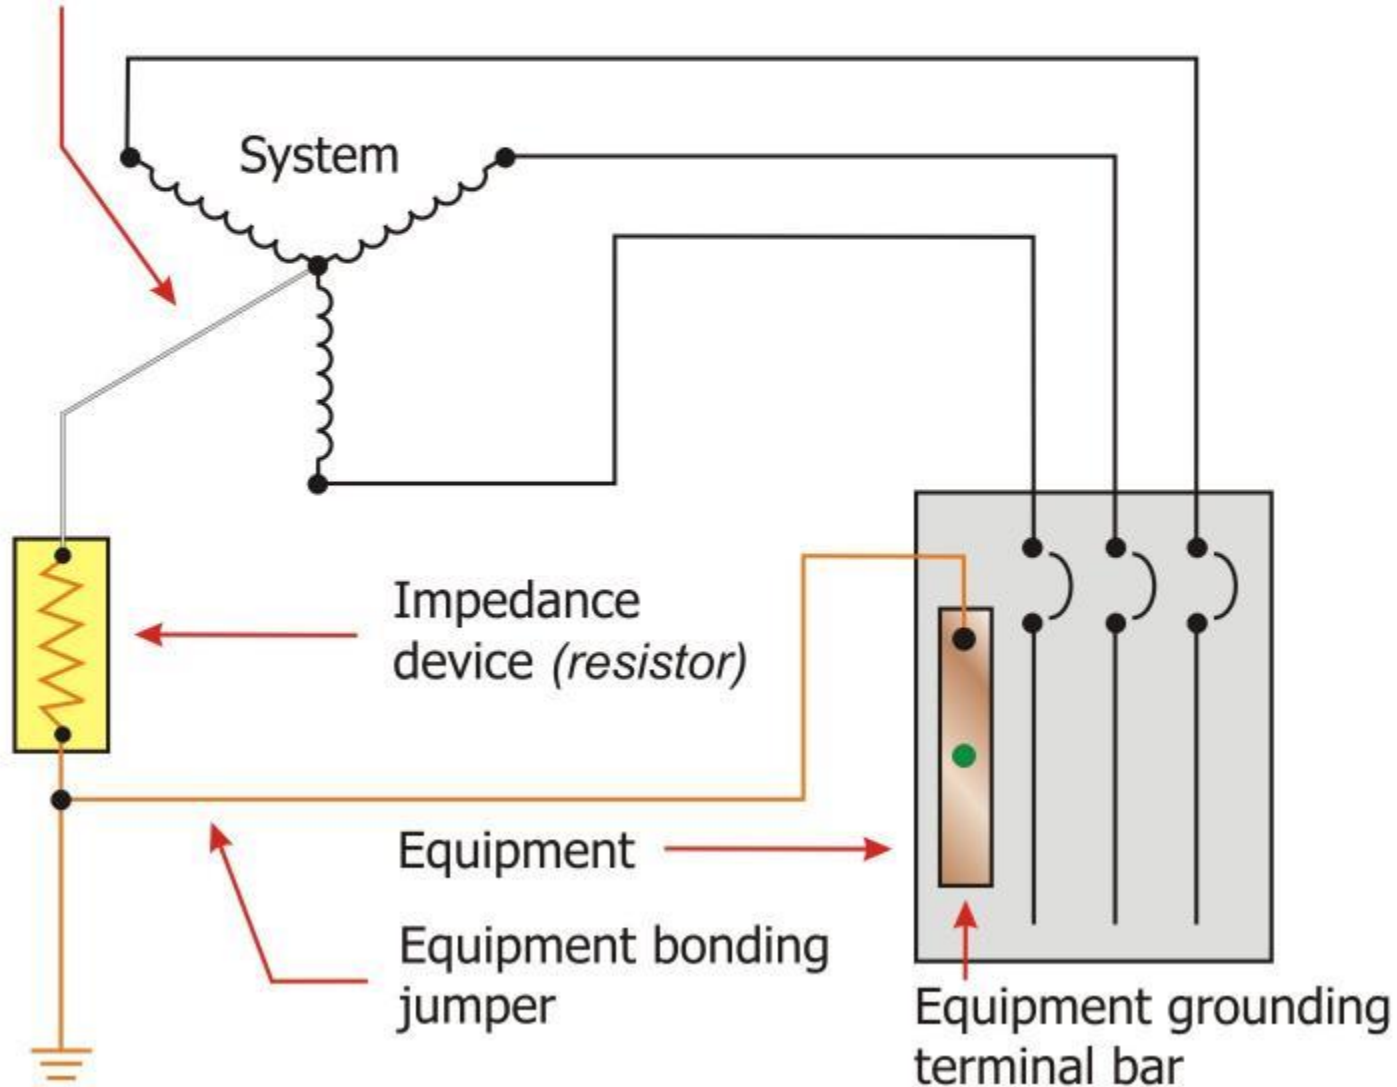 System
Impedance
device (resistor)
Equipment
Equipment bonding
jumper
Equipment grounding
terminal bar